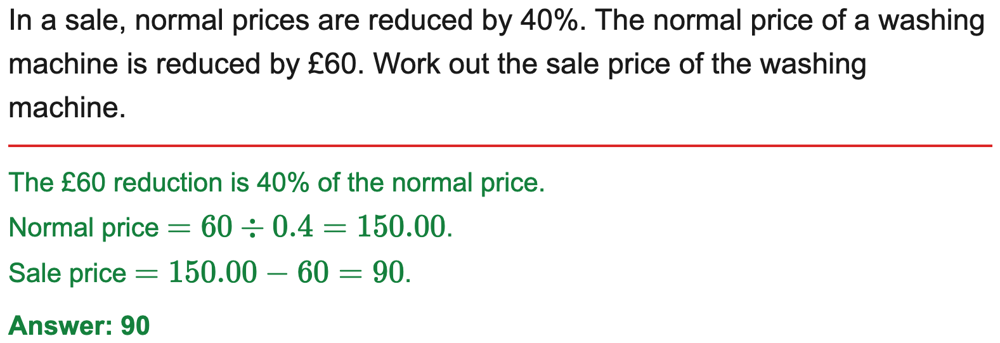 In a sale, normal prices are reduced by 40%. The normal price of a washing
machine is reduced by £60. Work out the sale price of the washing
machine.
The £60 reduction is 40% of the normal price.
Normal price = 60 ÷ 0.4 = 150.00.
Sale price = 150.00 − 60 = 90.
Answer: 90